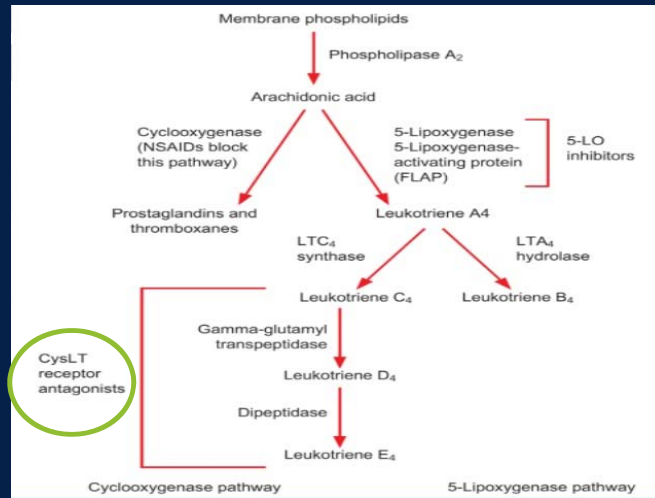 Membrane phospholipids
Phospholipase A₂
Arachidonic acid
Cyclooxygenase
(NSAIDs block
this pathway)
5-Lipoxygenase
5-Lipoxygenase-
activating protein
(FLAP)
5-LO
inhibitors
Prostaglandins and
thromboxanes
Leukotriene A4
LTC₄
synthase
LTA₄
hydrolase
Leukotriene C₄
Leukotriene B₄
Gamma-glutamyl
transpeptidase
CysLT
receptor
antagonists
Leukotriene D₄
Dipeptidase
Leukotriene E₄
Cyclooxygenase pathway
5-Lipoxygenase pathway